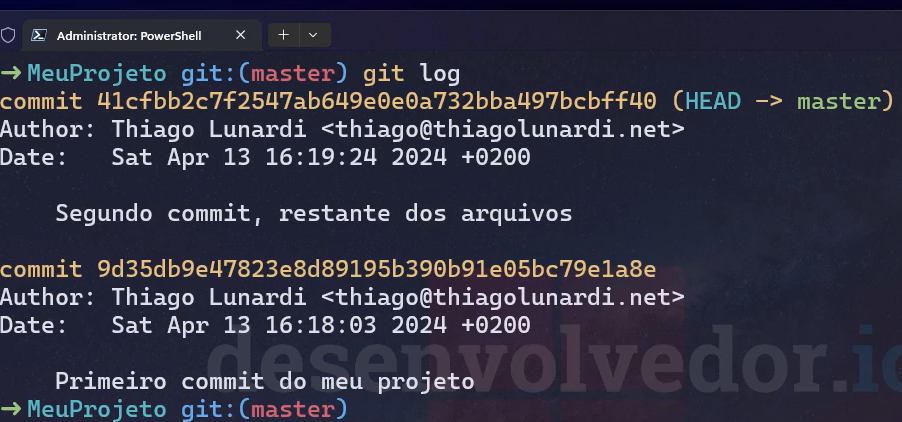 Administrator: PowerShell
→ MeuProjeto git:(master) git log
commit 41cfbb2c7f2547ab649e0e0a732bba497bcbff40 (HEAD -> master)
Author: Thiago Lunardi <thiago@thiagolunardi.net>
Date:   Sat Apr 13 16:19:24 2024 +0200
Segundo commit, restante dos arquivos
commit 9d35db9e47823e8d89195b390b91e05bc79e1a8e
Author: Thiago Lunardi <thiago@thiagolunardi.net>
Date:   Sat Apr 13 16:18:03 2024 +0200
desenvolvedor.io
Primeiro commit do meu projeto
→ MeuProjeto git:(master)